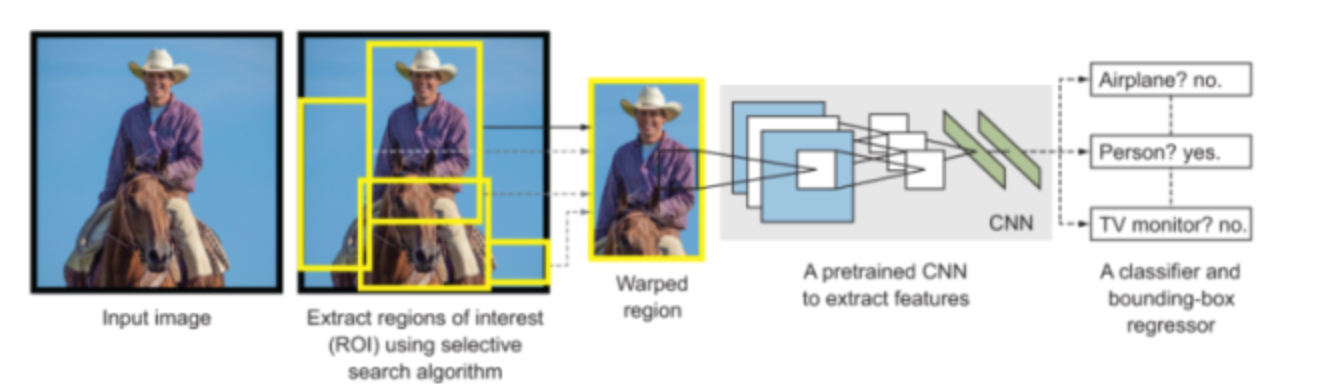 Airplane? no.
Person? yes.
TV monitor? no.
CNN
Input image
Extract regions of interest
(ROI) using selective
search algorithm
Warped
region
A pretrained CNN
to extract features
A classifier and
bounding-box
regressor